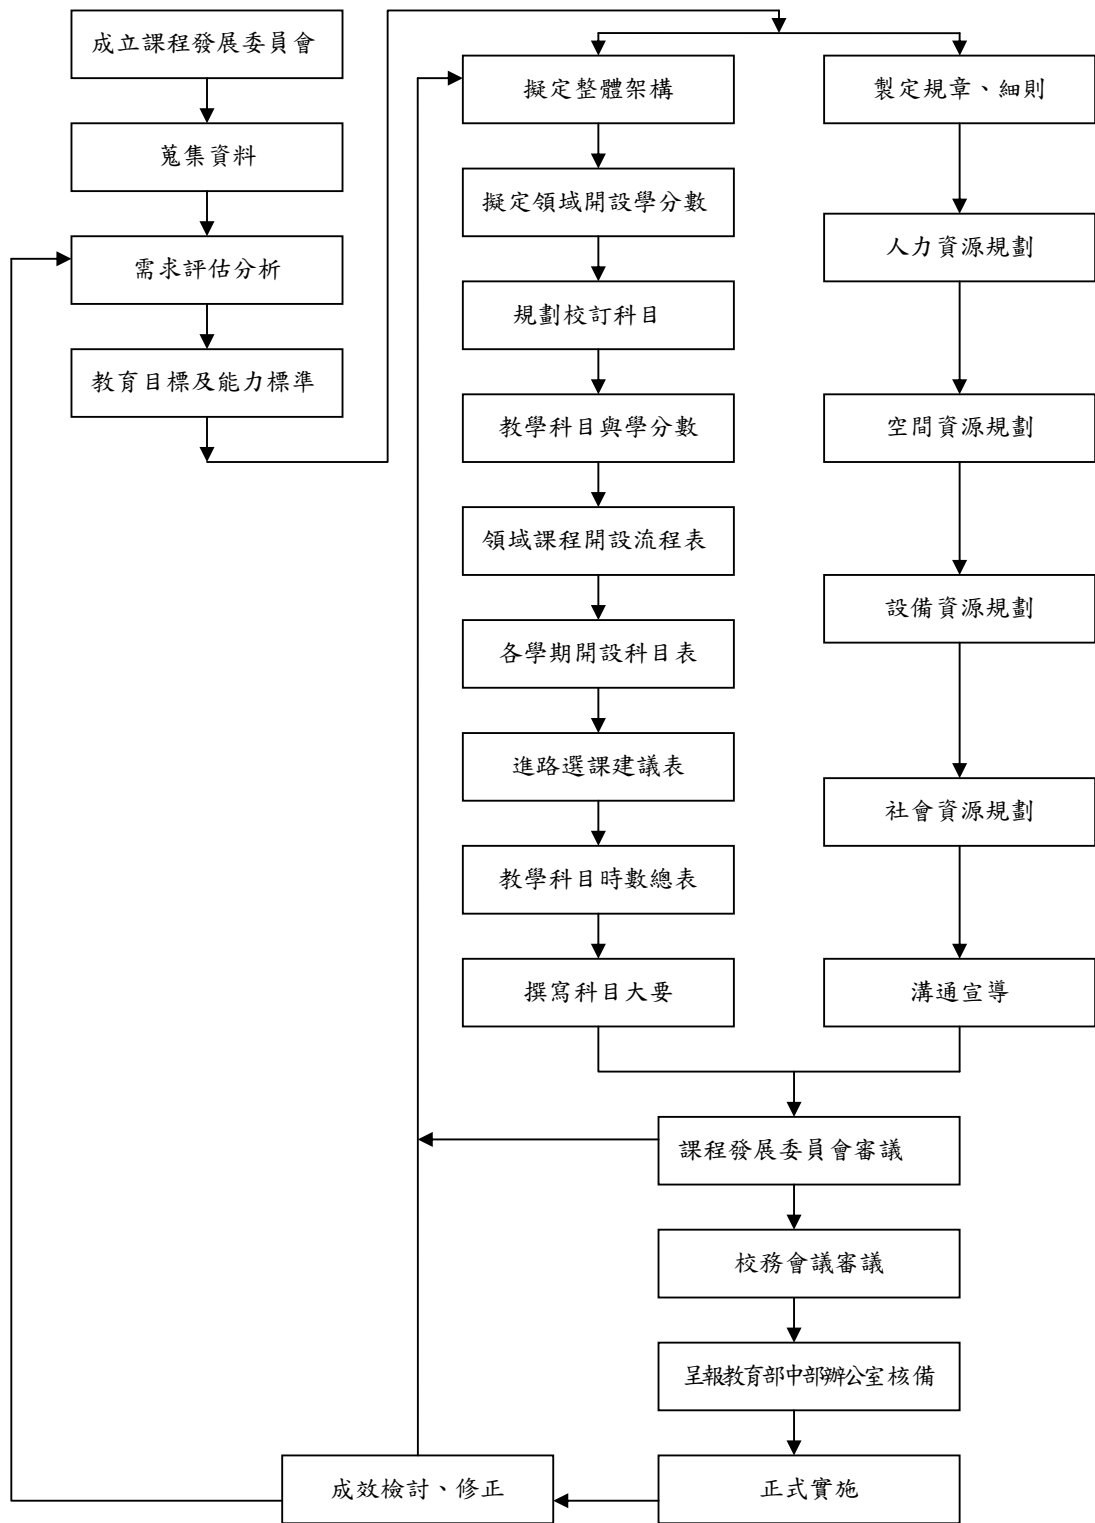 成立課程發展委員會
蒐集資料
需求評估分析
教育目標及能力標準
擬定整體架構
擬定領域開設學分數
規劃校訂科目
教學科目與學分數
領域課程開設流程表
各學期開設科目表
進路選課建議表
教學科目時數總表
撰寫科目大要
製定規章、細則
人力資源規劃
空間資源規劃
設備資源規劃
社會資源規劃
溝通宣導
課程發展委員會審議
校務會議審議
呈報教育部中部辦公室核備
正式實施
成效檢討、修正